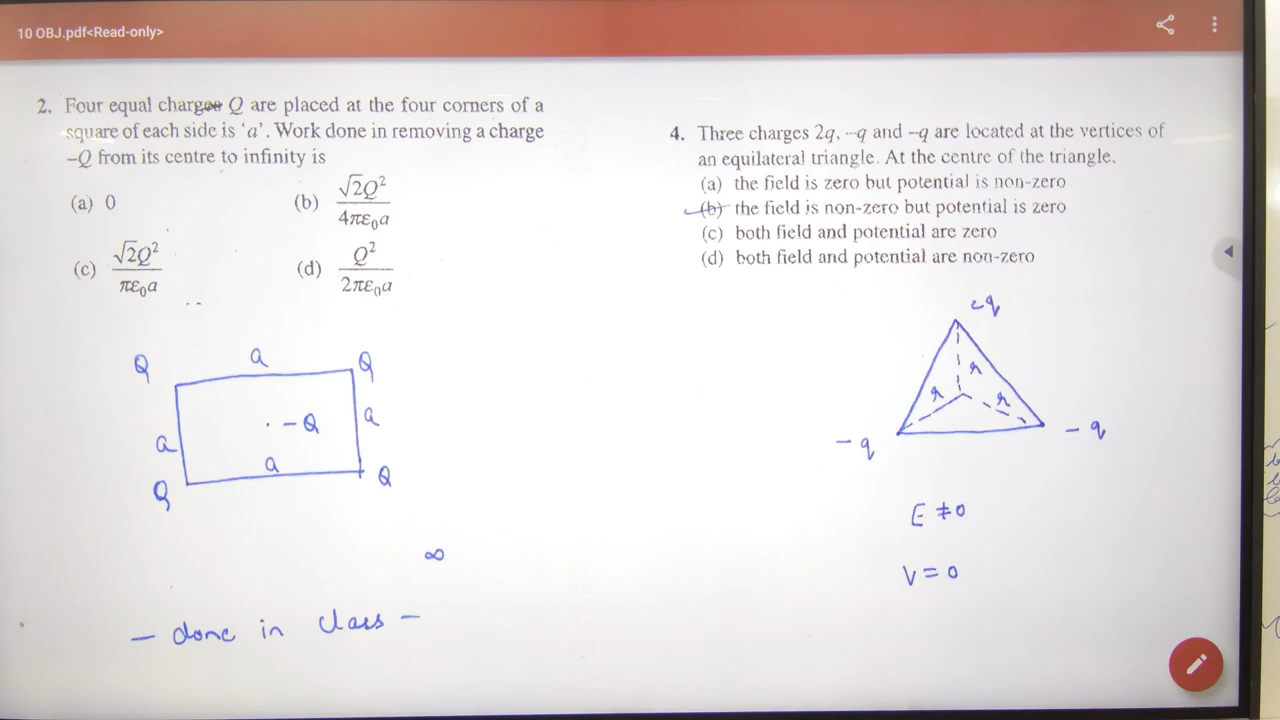 10 OBJ.pdf<Read-only>
2. Four equal charges Q are placed at the four corners of a
square of each side is 'a'. Work done in removing a charge
–Q from its centre to infinity is
(a) 0
(b) √2Q²/4πε₀a
(c) √2Q²/πε₀a
(d) Q²/2πε₀a
Q a Q
a · –Q a
a
Q Q
∞
– done in class –
4. Three charges 2q, –q and –q are located at the vertices of
an equilateral triangle. At the centre of the triangle.
(a) the field is zero but potential is non-zero
(b) the field is non-zero but potential is zero
(c) both field and potential are zero
(d) both field and potential are non-zero
q
r
r r
–q –q
E ≠ 0
V = 0